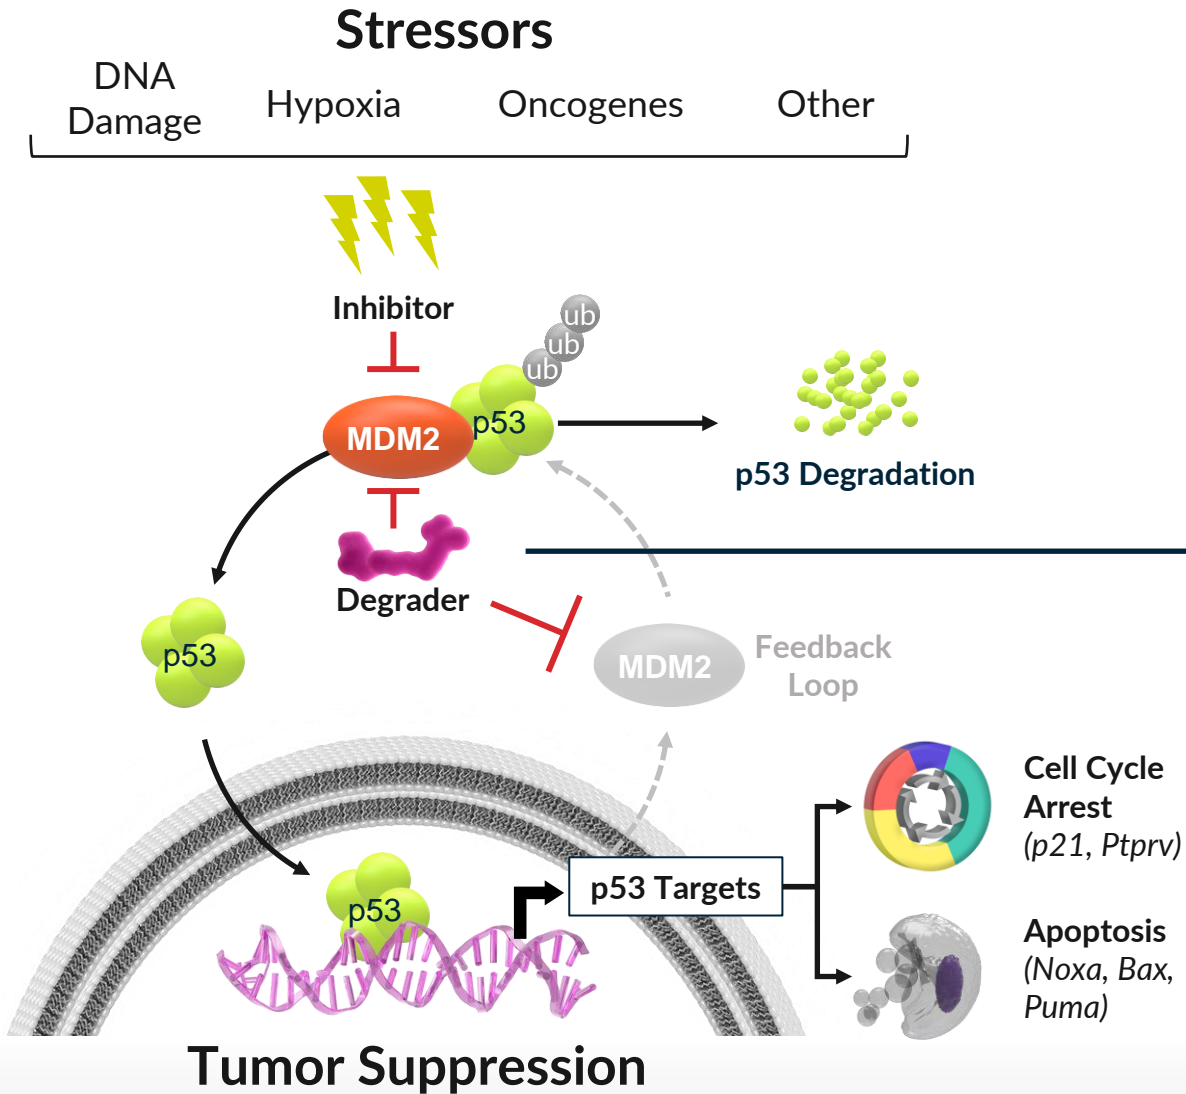 Stressors
DNA
Damage
Hypoxia
Oncogenes
Other
Inhibitor
ub
ub
ub
MDM2
p53
p53 Degradation
Degrader
p53
MDM2
Feedback
Loop
Cell Cycle
Arrest
(p21, Ptprv)
p53 Targets
p53
Apoptosis
(Noxa, Bax,
Puma)
Tumor Suppression